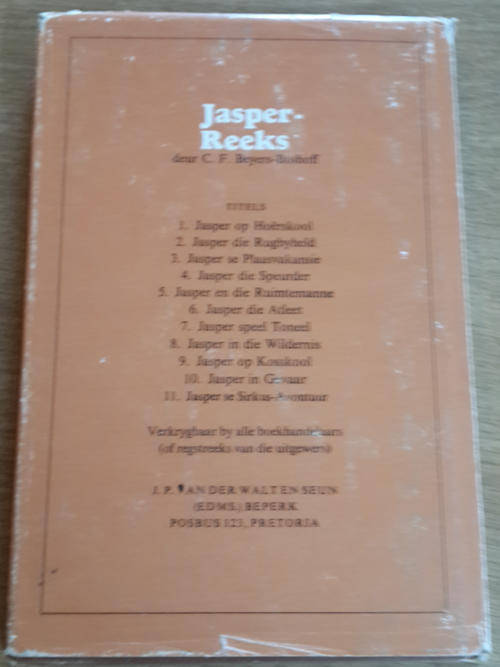 Jasper-
Reeks
deur C. F. Beyers-Boshoff
TITELS
1. Jasper op Hoërskool
2. Jasper die Rugbyheld
3. Jasper se Plaasvakansie
4. Jasper die Speurder
5. Jasper en die Ruimtemanne
6. Jasper die Atleet
7. Jasper speel Toneel
8. Jasper in die Wildernis
9. Jasper op Kosskool
10. Jasper in Gevaar
11. Jasper se Sirkus-Avontuur
Verkrygbaar by alle boekhandelaars
(of regstreeks van die uitgewers)
J. P. VAN DER WALT EN SEUN
(EDMS.) BEPERK
POSBUS 123, PRETORIA